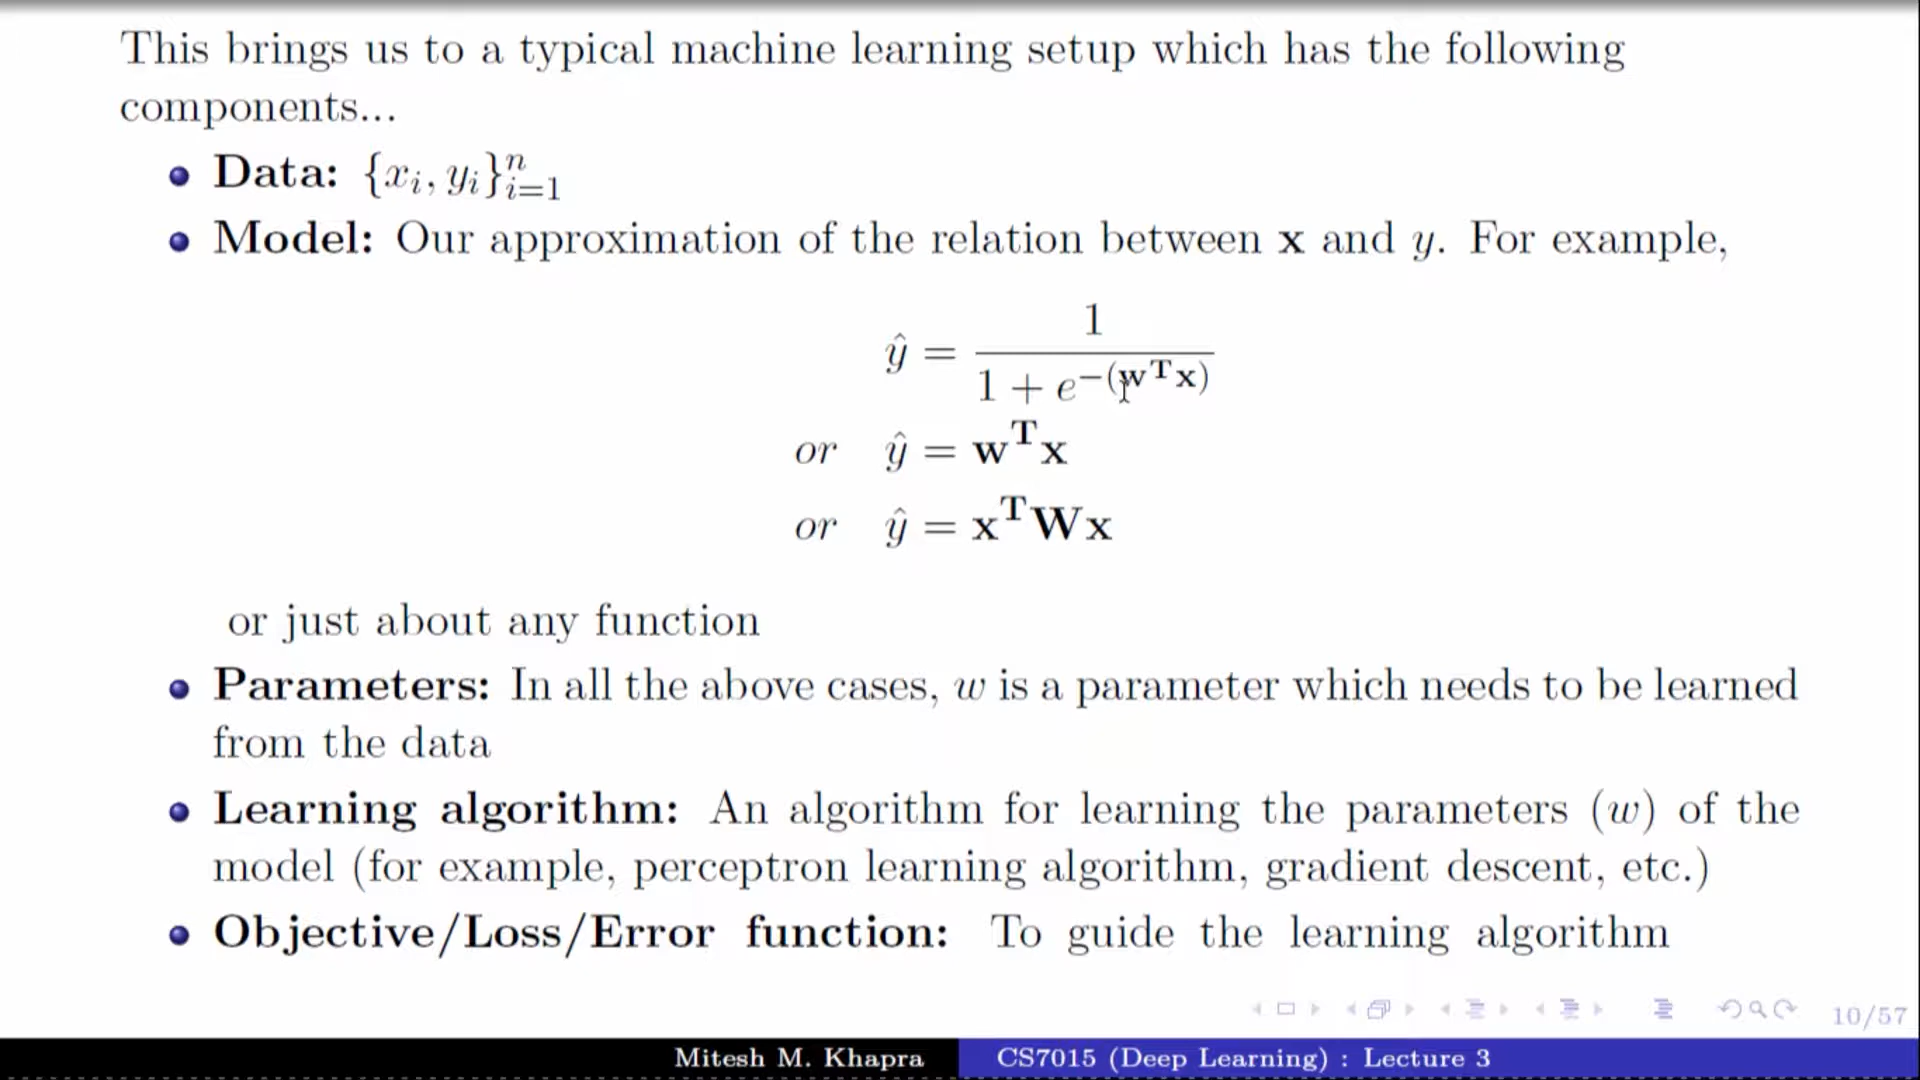 This brings us to a typical machine learning setup which has the following
components...
Data: {xᵢ, yᵢ}ⁿᵢ₌₁
Model: Our approximation of the relation between x and y. For example,
ŷ = 1 / (1 + e^−(wᵀx))
or ŷ = wᵀx
or ŷ = xᵀWx
or just about any function
Parameters: In all the above cases, w is a parameter which needs to be learned
from the data
Learning algorithm: An algorithm for learning the parameters (w) of the
model (for example, perceptron learning algorithm, gradient descent, etc.)
Objective/Loss/Error function: To guide the learning algorithm
10/57
Mitesh M. Khapra CS7015 (Deep Learning) : Lecture 3